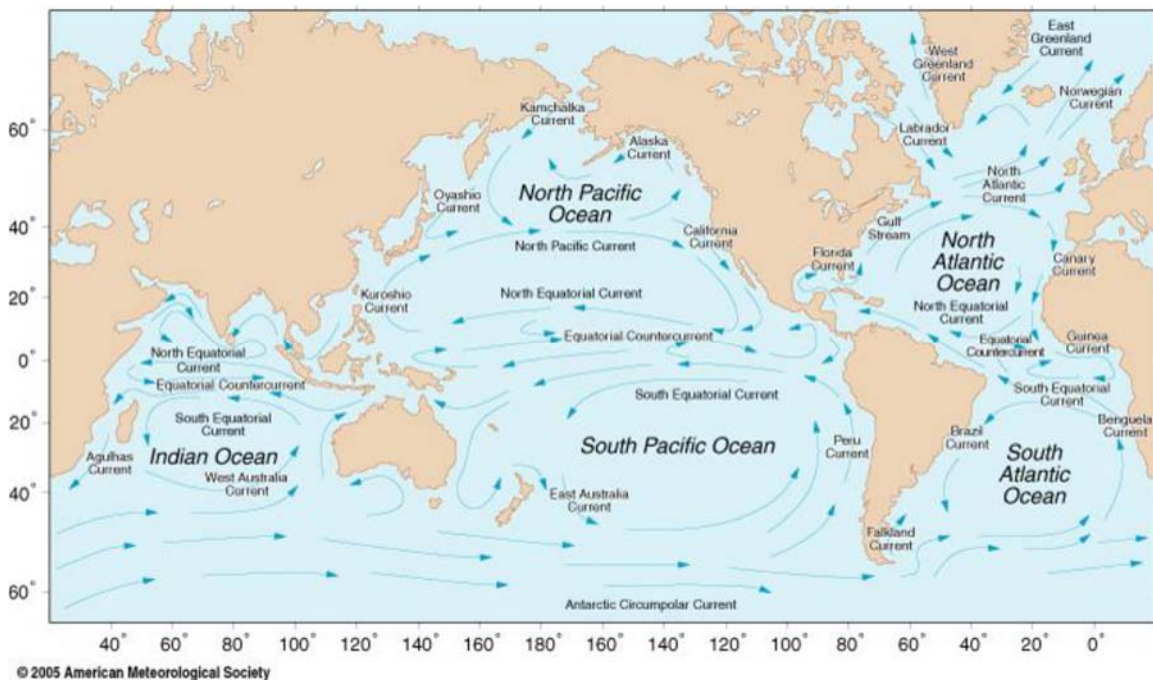 East
Greenland
Current
West
Greenland
Current
Norwegian
Current
Kamchatka
Current
60°
Labrador
Current
Alaska
Current
North
Atlantic
Current
Oyashio
Current
North Pacific
Ocean
40°
Gulf
Stream
California
Current
North Pacific Current
North
Atlantic
Ocean
Florida
Current
Canary
Current
20°
Kuroshio
Current
North Equatorial Current
North Equatorial
Current
Equatorial Countercurrent
Equatorial
Countercurrent
Guinea
Current
0°
North Equatorial
Current
Equatorial Countercurrent
South Equatorial Current
South Equatorial
Current
20°
South Equatorial
Current
Benguela
Current
Brazil
Current
Indian Ocean
South Pacific Ocean
Peru
Current
South
Atlantic
Ocean
Agulhas
Current
West Australia
Current
40°
East Australia
Current
Falkland
Current
60°
Antarctic Circumpolar Current
40° 60° 80° 100° 120° 140° 160° 180° 160° 140° 120° 100° 80° 60° 40° 20° 0°
© 2005 American Meteorological Society